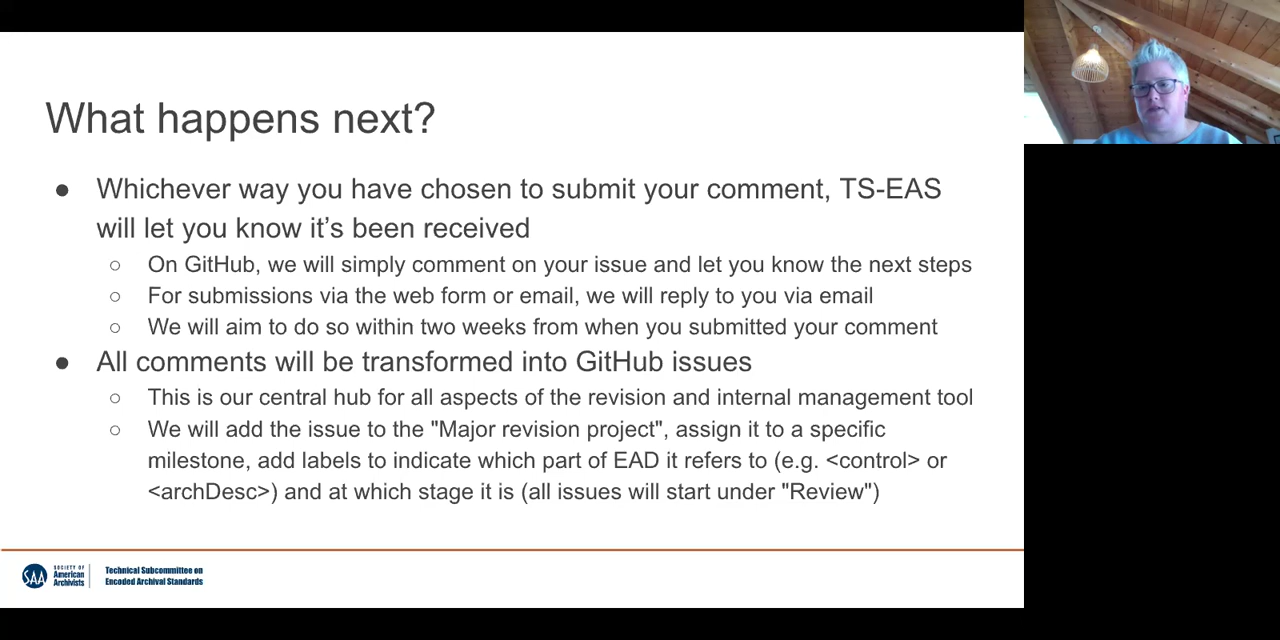 What happens next?
● Whichever way you have chosen to submit your comment, TS-EAS
will let you know it’s been received
○ On GitHub, we will simply comment on your issue and let you know the next steps
○ For submissions via the web form or email, we will reply to you via email
○ We will aim to do so within two weeks from when you submitted your comment
● All comments will be transformed into GitHub issues
○ This is our central hub for all aspects of the revision and internal management tool
○ We will add the issue to the "Major revision project", assign it to a specific
milestone, add labels to indicate which part of EAD it refers to (e.g. <control> or
<archDesc>) and at which stage it is (all issues will start under "Review")
SAA
SOCIETY OF
American
Archivists
Technical Subcommittee on
Encoded Archival Standards